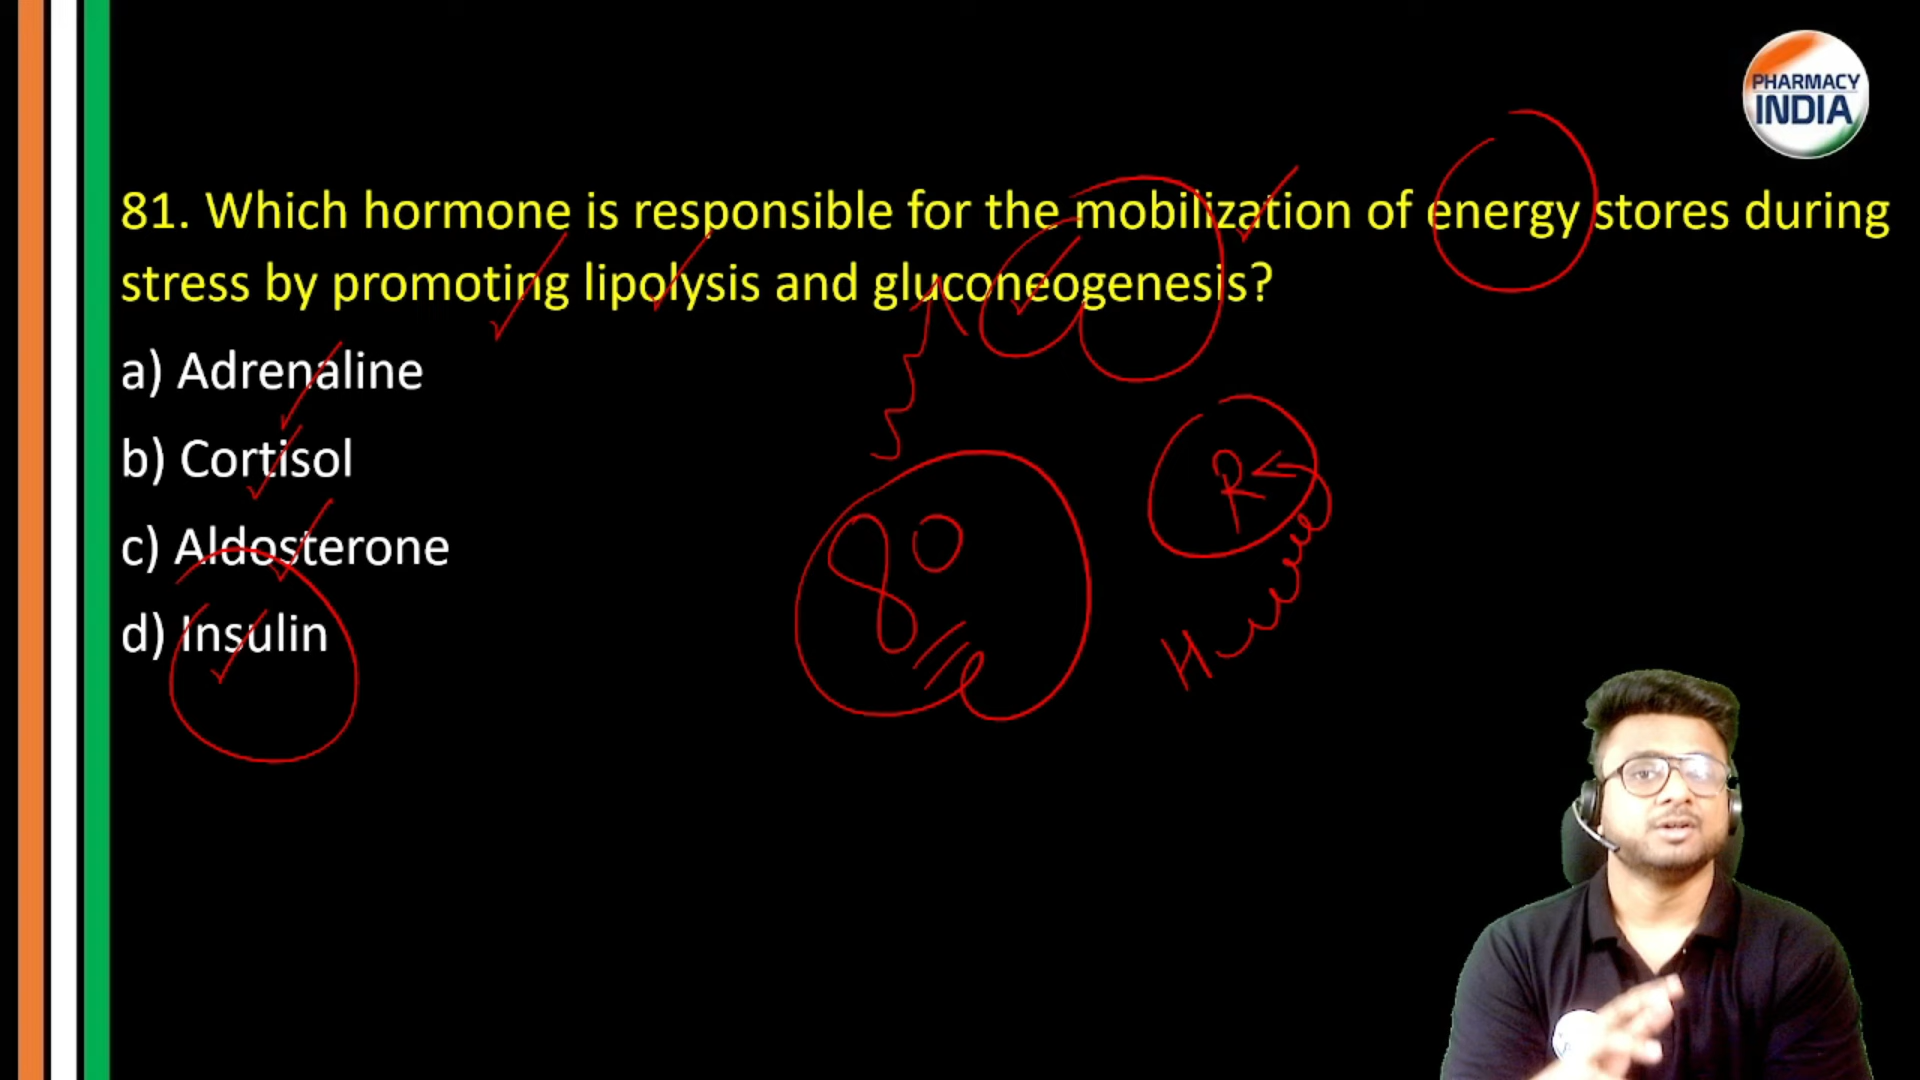 PHARMACY
INDIA
81. Which hormone is responsible for the mobilization of energy stores during
stress by promoting lipolysis and gluconeogenesis?
a) Adrenaline
b) Cortisol
c) Aldosterone
d) Insulin
80
R
H